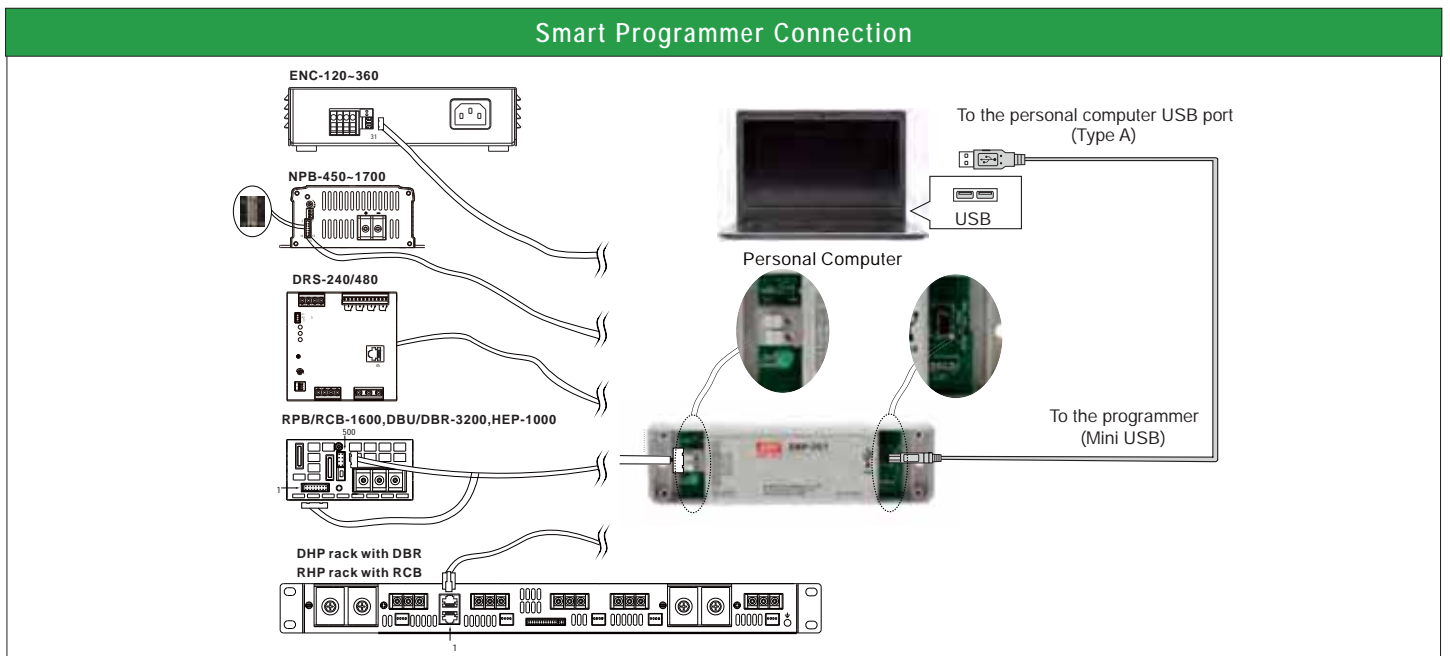 Smart Programmer Connection
ENC-120~360
31
NPB-450~1700
DRS-240/480
RPB/RCB-1600,DBU/DBR-3200,HEP-1000
500
1
DHP rack with DBR
RHP rack with RCB
1
To the personal computer USB port
(Type A)
USB
Personal Computer
To the programmer
(Mini USB)